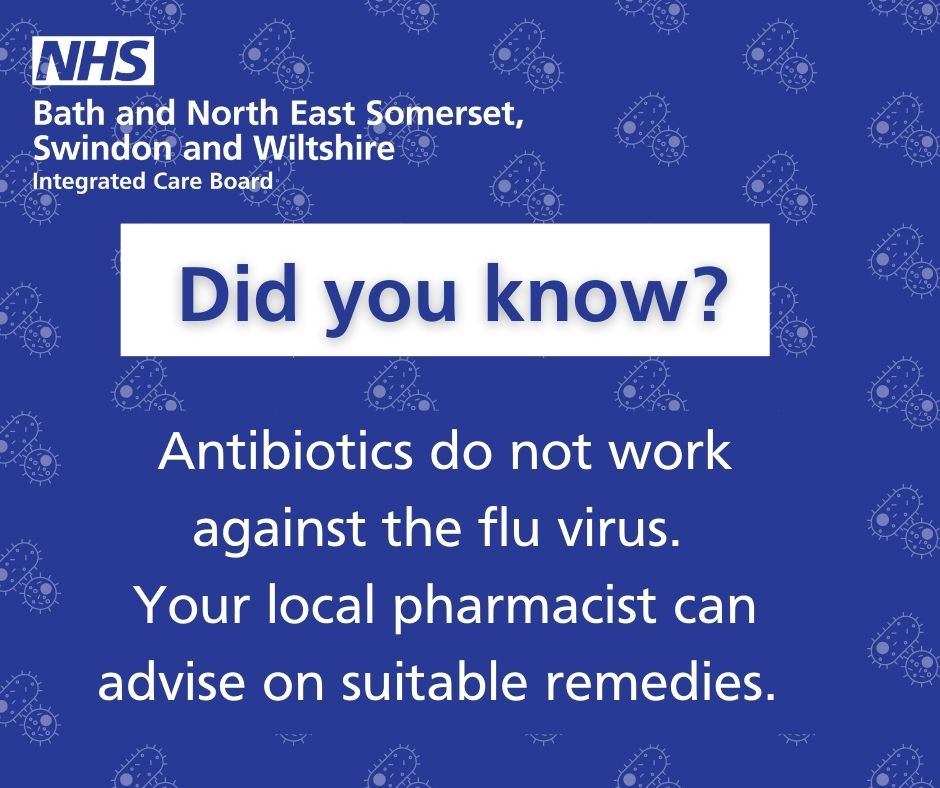 NHS
Bath and North East Somerset,
Swindon and Wiltshire
Integrated Care Board
Did you know?
Antibiotics do not work
against the flu virus.
Your local pharmacist can
advise on suitable remedies.